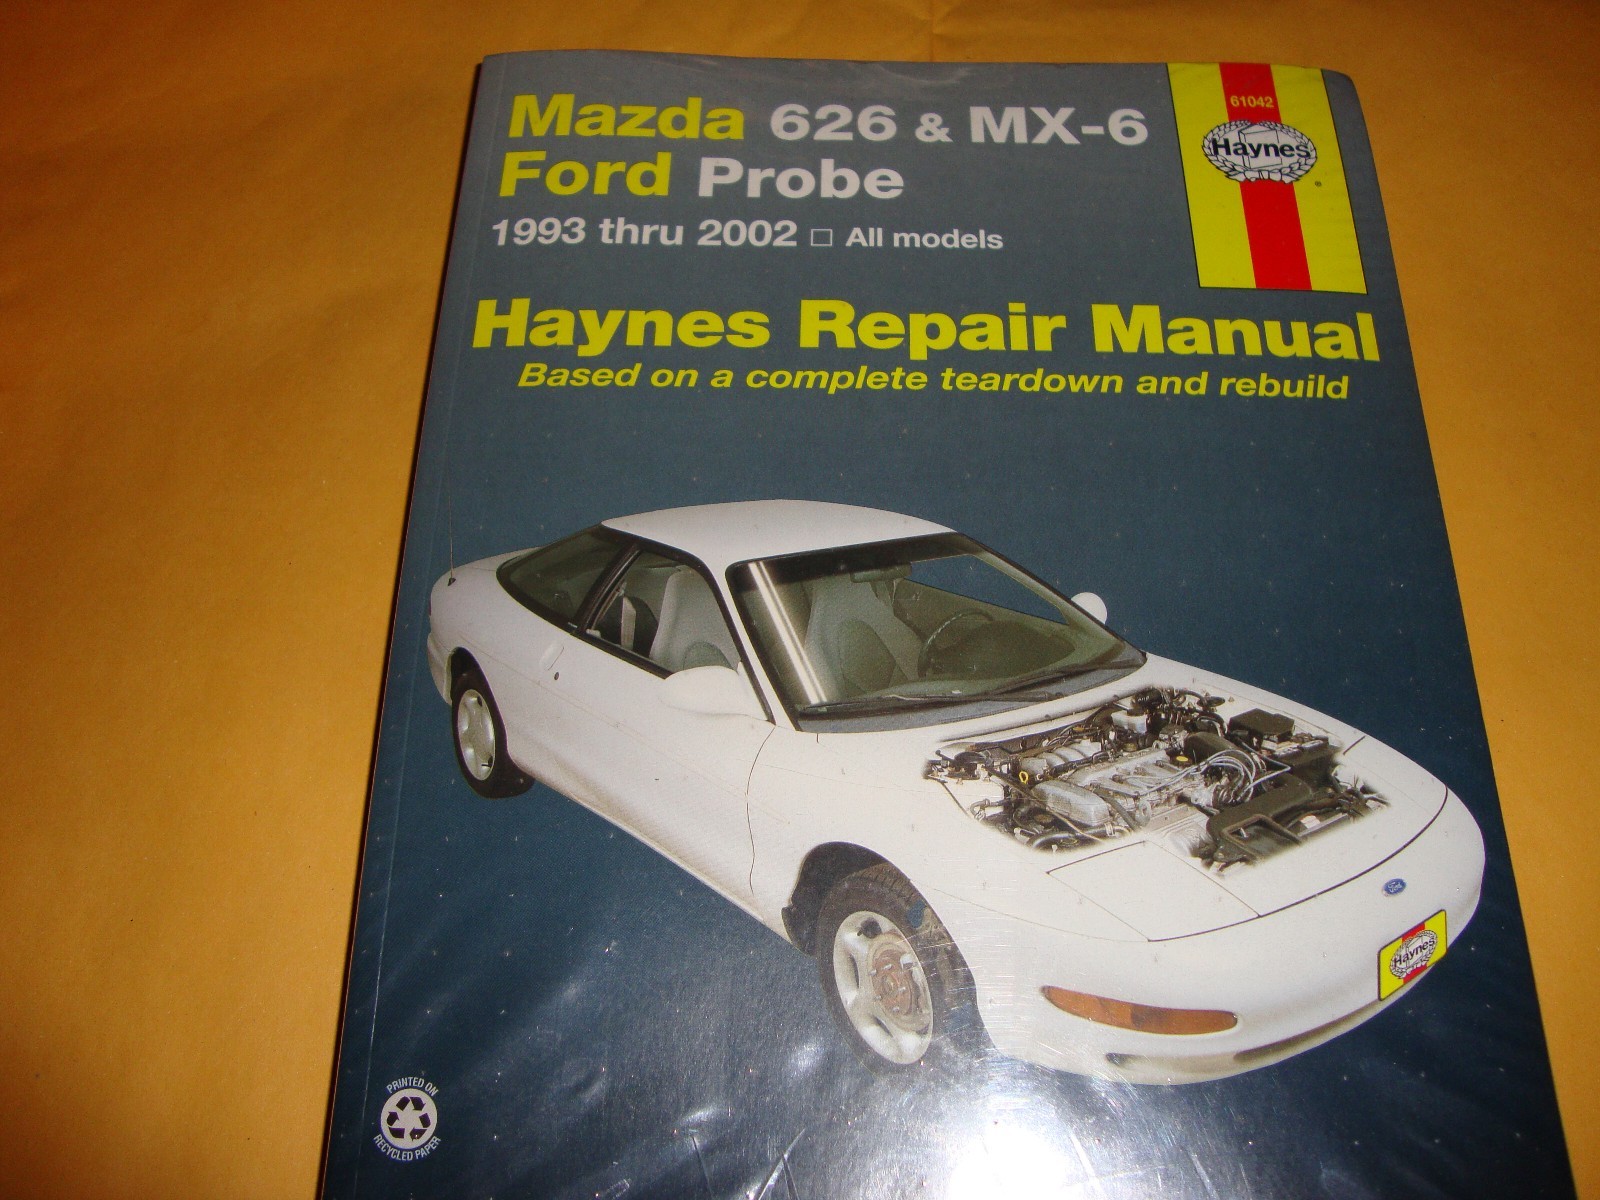 61042
Haynes
®
Mazda 626 & MX-6
Ford Probe
1993 thru 2002 □ All models
Haynes Repair Manual
Based on a complete teardown and rebuild
Ford
Haynes
PRINTED ON
RECYCLED PAPER